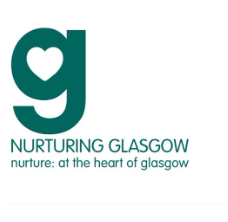 g
NURTURING GLASGOW
nurture: at the heart of glasgow